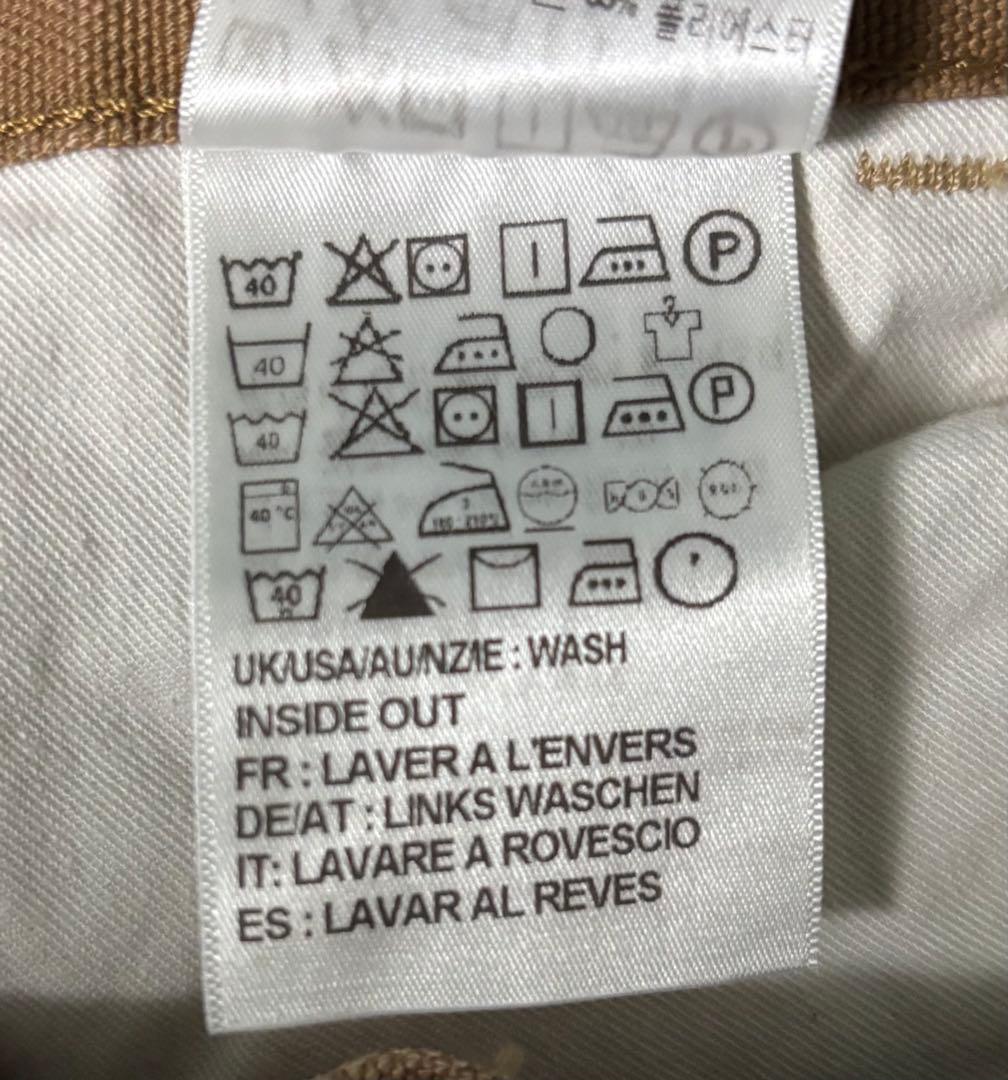 폴리에스터
40 P
40
40 P
40 °C
40
UK/USA/AU/NZ/IE : WASH
INSIDE OUT
FR : LAVER A L'ENVERS
DE/AT : LINKS WASCHEN
IT: LAVARE A ROVESCIO
ES : LAVAR AL REVES